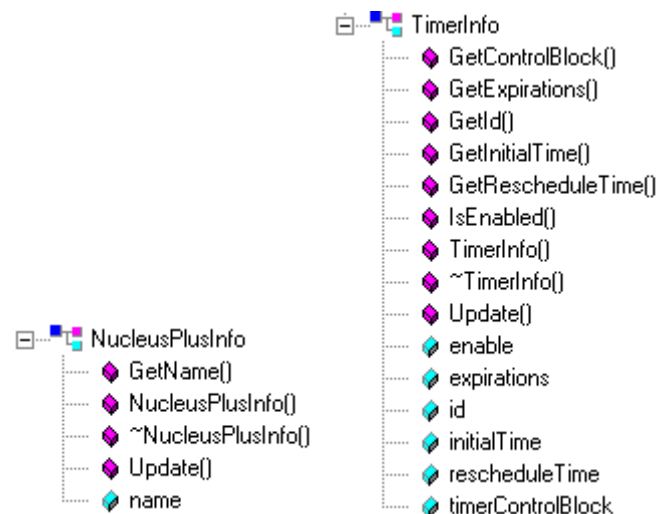 TimerInfo
GetControlBlock()
GetExpirations()
GetId()
GetInitialTime()
GetRescheduleTime()
IsEnabled()
TimerInfo()
~TimerInfo()
Update()
enable
expirations
id
initialTime
rescheduleTime
timerControlBlock
NucleusPlusInfo
GetName()
NucleusPlusInfo()
~NucleusPlusInfo()
Update()
name